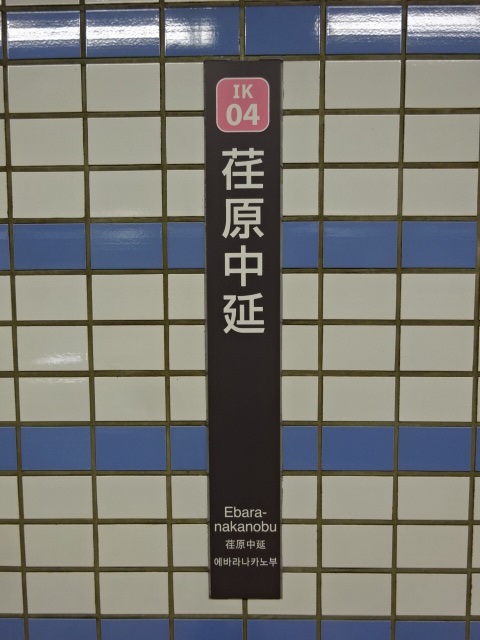 IK
04
荏原中延
Ebara-
nakanobu
荏原中延
에바라나카노부